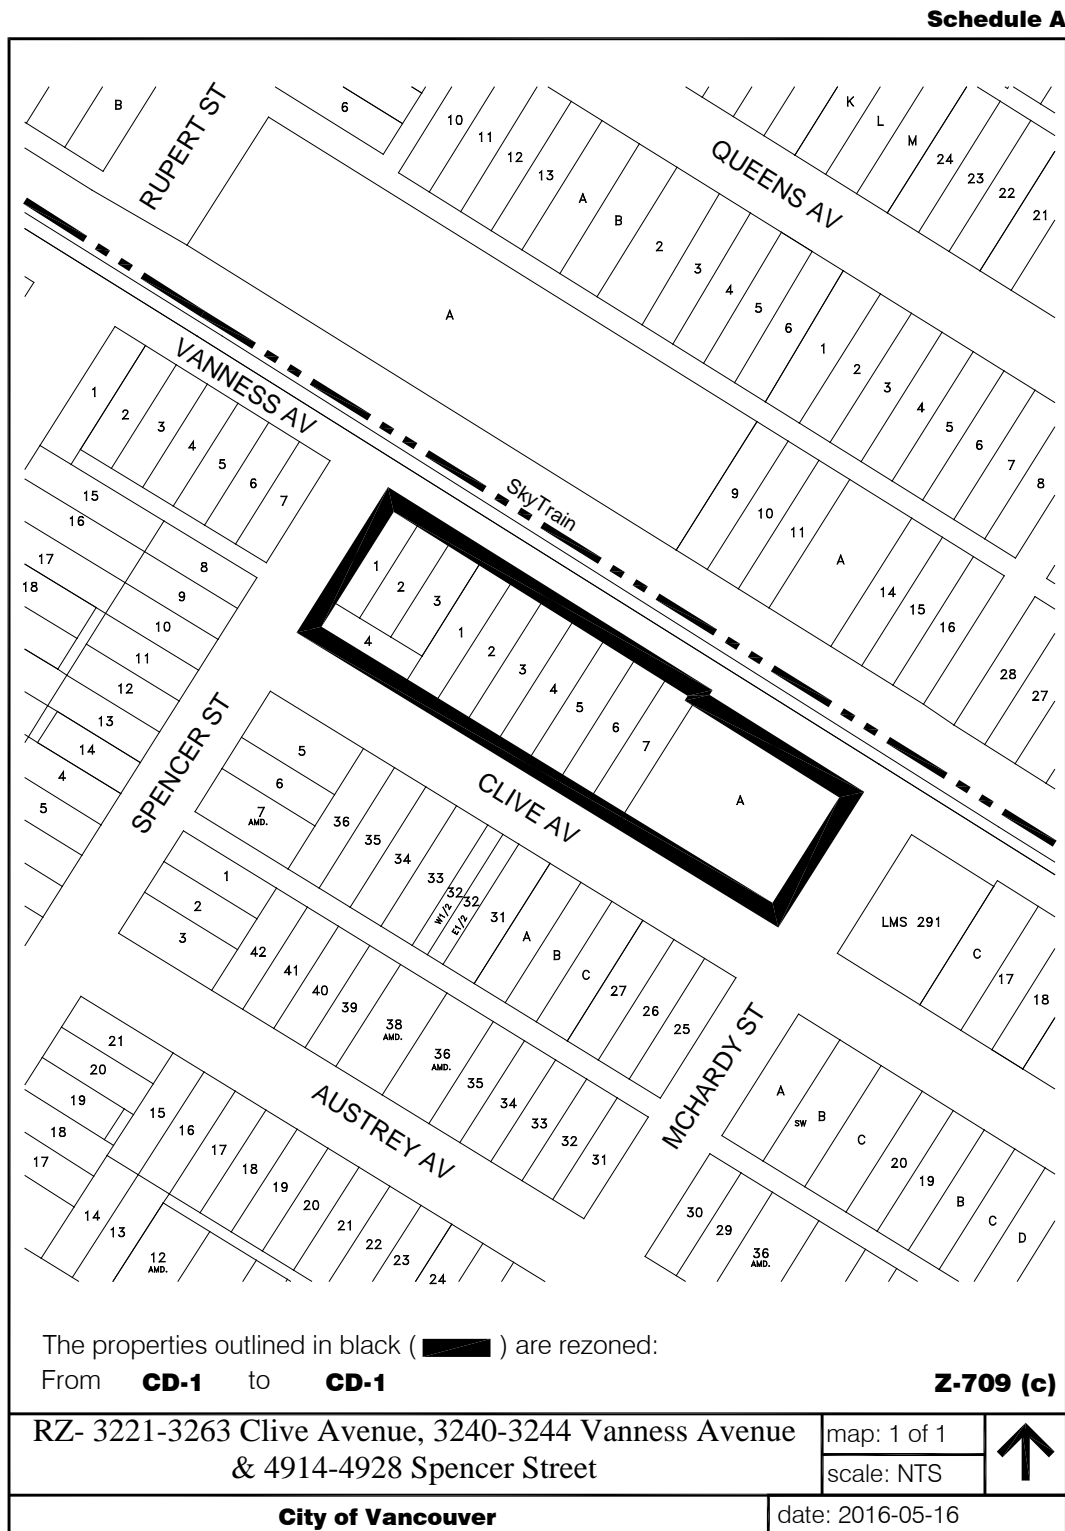 Schedule A
B
6
RUPERT ST
10
11
12
13
A
B
2
3
4
5
6
1
2
3
4
5
6
7
8
QUEENS AV
K
L
M
24
23
22
21
A
VANNESS AV
SkyTrain
1
2
3
4
5
6
7
15
16
17
18
8
9
10
11
12
13
14
4
5
9
10
11
A
14
15
16
28
27
1
2
3
4
1
2
3
4
5
6
7
A
SPENCER ST
CLIVE AV
5
6
7
AMD.
36
35
34
33
32
W1/2
32
E1/2
31
A
B
C
27
26
25
LMS 291
C
17
18
1
2
3
42
41
40
39
38
AMD.
36
AMD.
35
34
33
32
31
MCHARDY ST
AUSTREY AV
A
SW
B
C
20
19
B
C
D
21
20
19
18
17
15
16
17
18
19
20
21
22
23
24
14
13
12
AMD.
30
29
36
AMD.
The properties outlined in black ( ) are rezoned:
From CD-1 to CD-1
Z-709 (c)
RZ- 3221-3263 Clive Avenue, 3240-3244 Vanness Avenue
& 4914-4928 Spencer Street
map: 1 of 1
scale: NTS
City of Vancouver
date: 2016-05-16